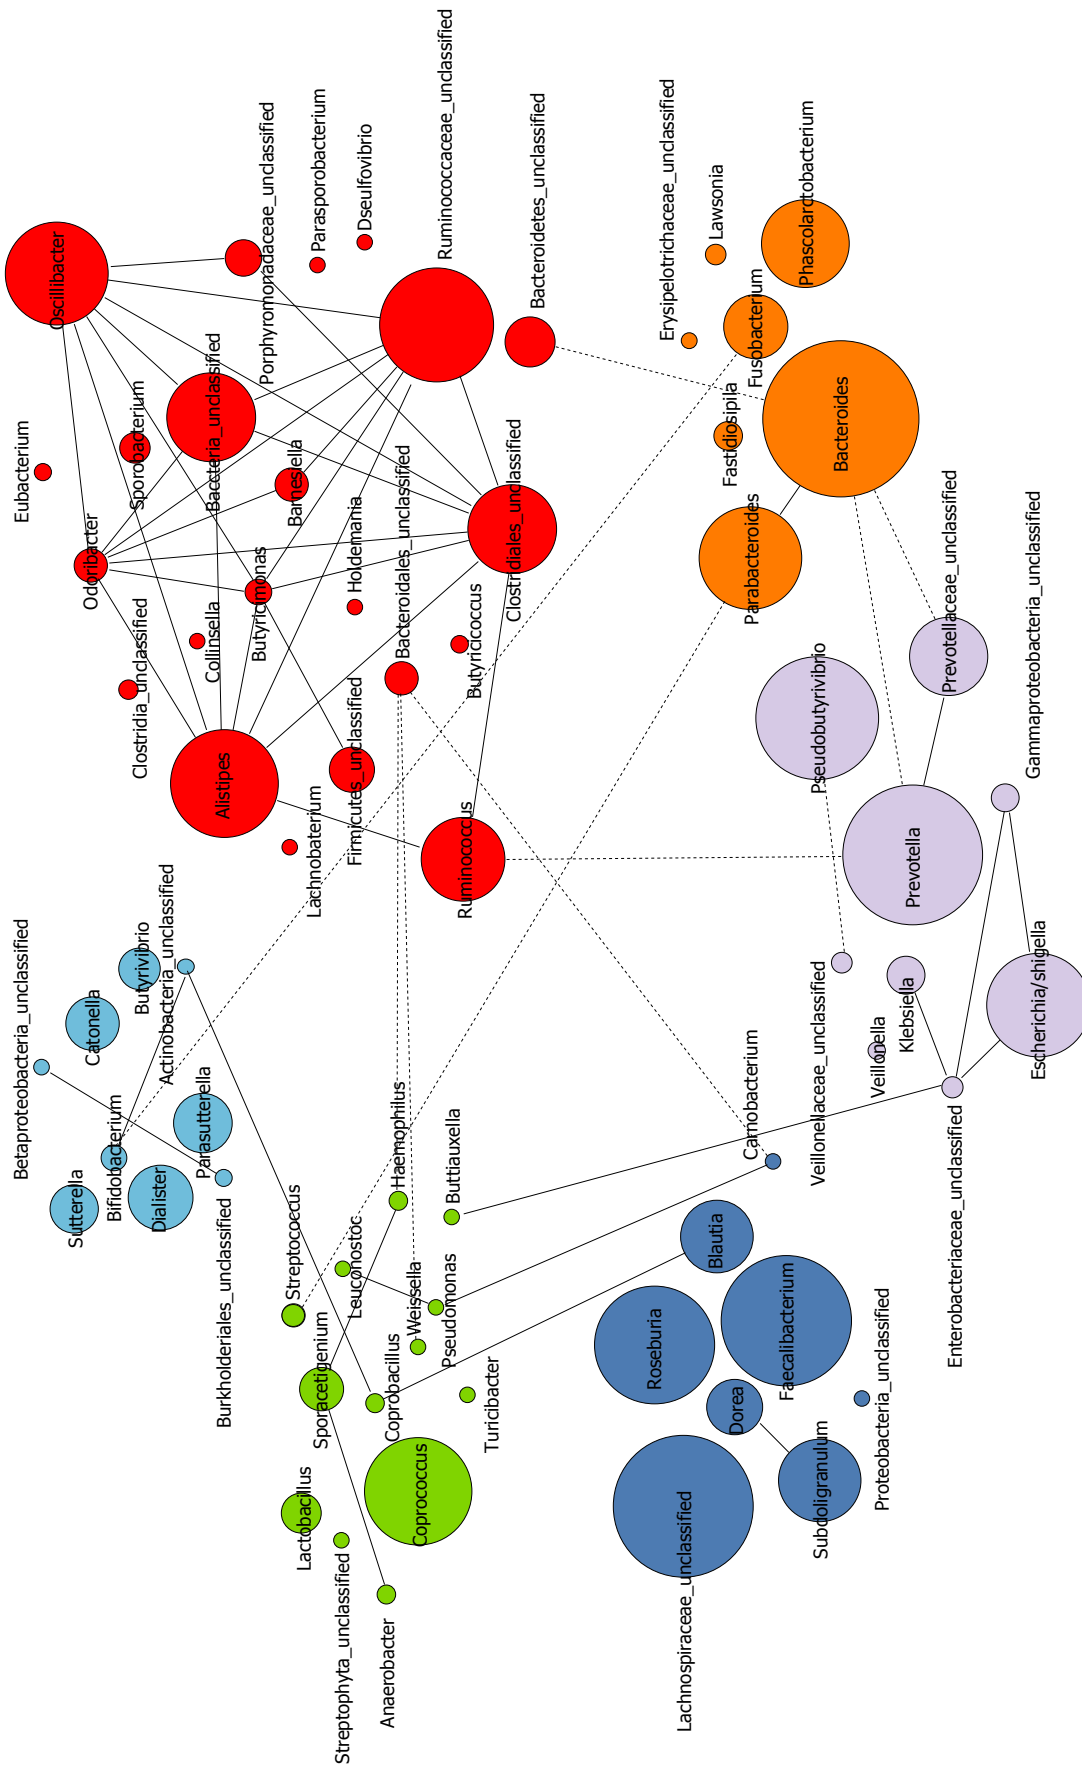 Oscillibacter
Ruminococcaceae_unclassified
Porphyromonadaceae_unclassified
Parasporobacterium
Dseulfovibrio
Bacteroidetes_unclassified
Erysipelotrichaceae_unclassified
Lawsonia
Phascolarctobacterium
Fusobacterium
Bacteroides
Fastidiosipila
Parabacteroides
Eubacterium
Sporobacterium
Bacteria_unclassified
Barnesiella
Odoribacter
Butyricimonas
Holdemania
Bacteroidales_unclassified
Clostridiales_unclassified
Butyricicoccus
Collinsella
Clostridia_unclassified
Alistipes
Firmicutes_unclassified
Lachnobaterium
Ruminococcus
Pseudobutyrivibrio
Prevotellaceae_unclassified
Gammaproteobacteria_unclassified
Prevotella
Escherichia/shigella
Klebsiella
Veillonella
Veillonellaceae_unclassified
Enterobacteriaceae_unclassified
Betaproteobacteria_unclassified
Catonella
Butyrivibrio
Actinobacteria_unclassified
Parasutterella
Bifidobacterium
Sutterella
Dialister
Burkholderiales_unclassified
Streptococcus
Leuconostoc
Haemophilus
Buttiauxella
Weissella
Pseudomonas
Sporacetigenium
Coprobacillus
Turicibacter
Lactobacillus
Coprococcus
Streptophyta_unclassified
Anaerobacter
Carnobacterium
Blautia
Roseburia
Faecalibacterium
Dorea
Proteobacteria_unclassified
Subdoligranulum
Lachnospiraceae_unclassified